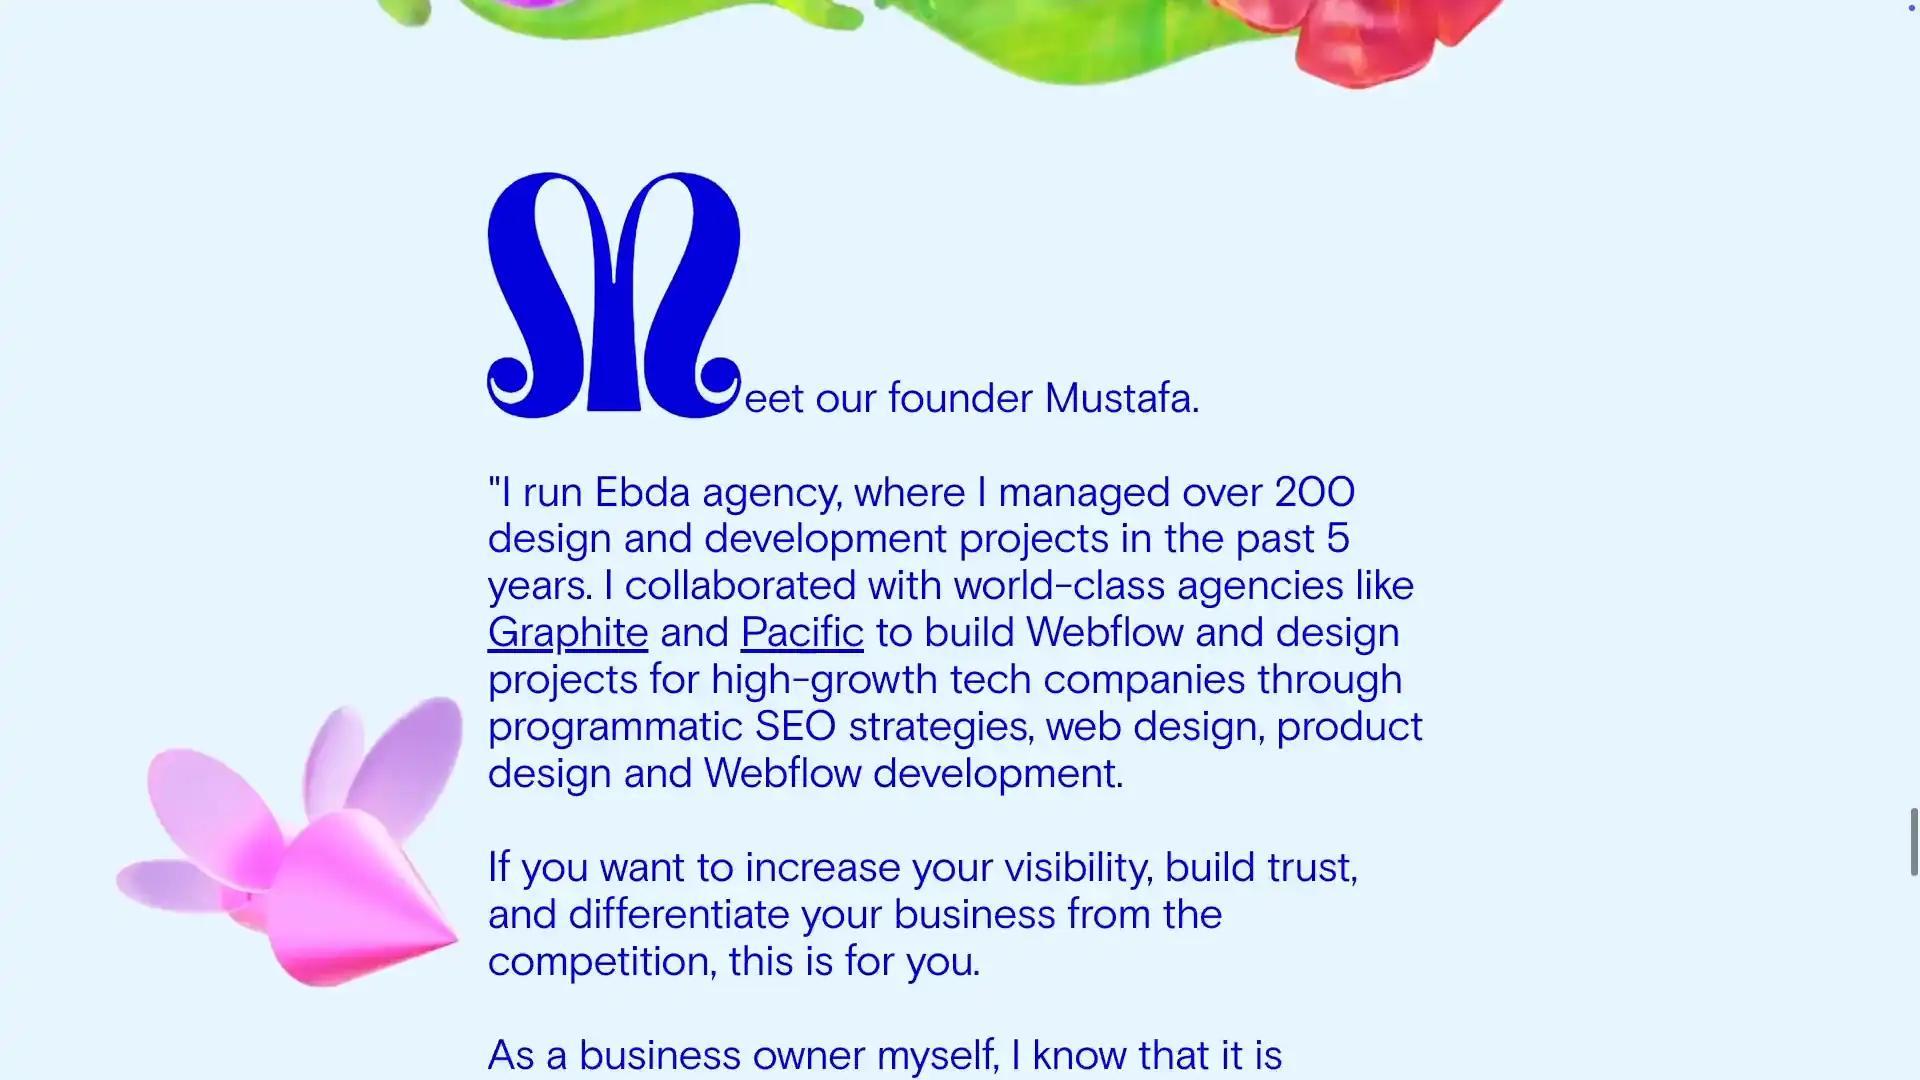 Meet our founder Mustafa.
"I run Ebda agency, where I managed over 200
design and development projects in the past 5
years. I collaborated with world-class agencies like
Graphite and Pacific to build Webflow and design
projects for high-growth tech companies through
programmatic SEO strategies, web design, product
design and Webflow development.
If you want to increase your visibility, build trust,
and differentiate your business from the
competition, this is for you.
As a business owner myself, I know that it is